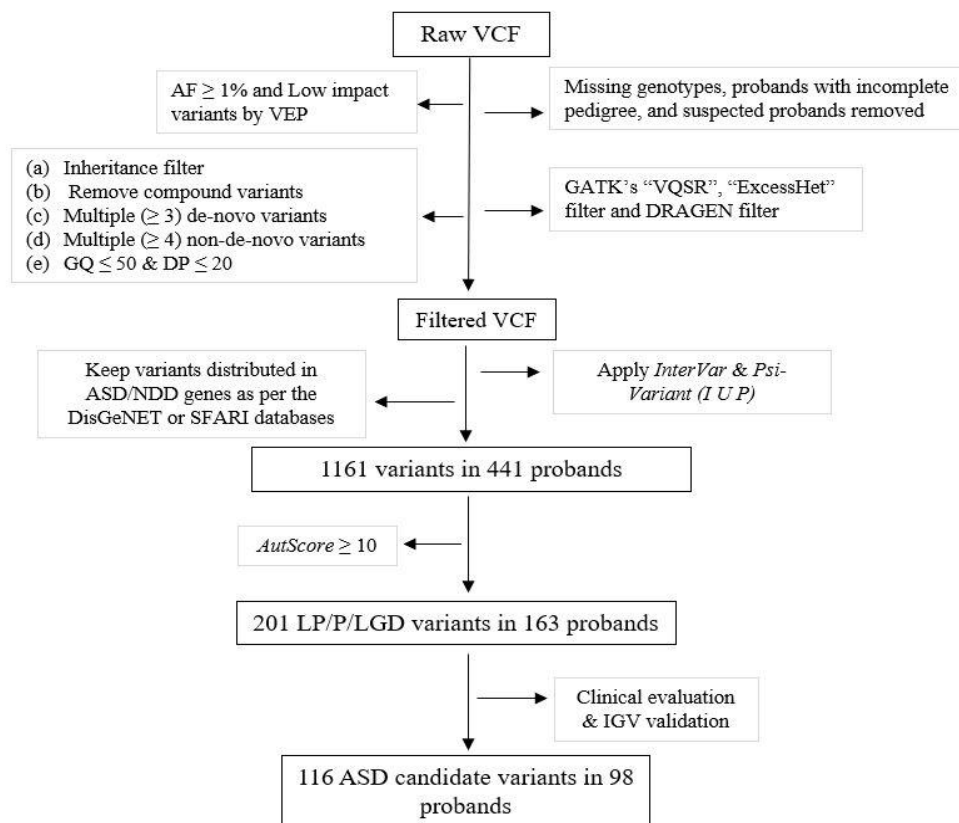 Raw VCF
AF ≥ 1% and Low impact
variants by VEP
Missing genotypes, probands with incomplete
pedigree, and suspected probands removed
(a) Inheritance filter
(b) Remove compound variants
(c) Multiple (≥ 3) de-novo variants
(d) Multiple (≥ 4) non-de-novo variants
(e) GQ ≤ 50 & DP ≤ 20
GATK's "VQSR", "ExcessHet"
filter and DRAGEN filter
Filtered VCF
Keep variants distributed in
ASD/NDD genes as per the
DisGeNET or SFARI databases
Apply InterVar & Psi-
Variant (I U P)
1161 variants in 441 probands
AutScore ≥ 10
201 LP/P/LGD variants in 163 probands
Clinical evaluation
& IGV validation
116 ASD candidate variants in 98
probands